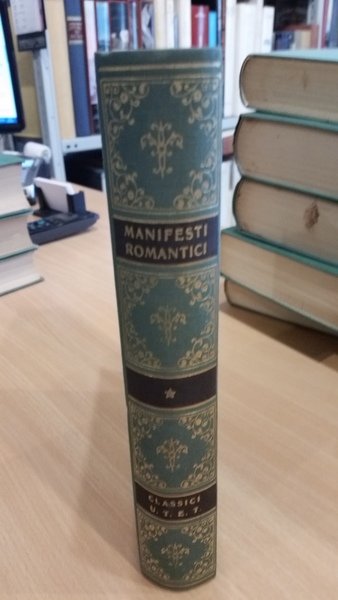 MANIFESTI
ROMANTICI
CLASSICI
U. T. E. T.